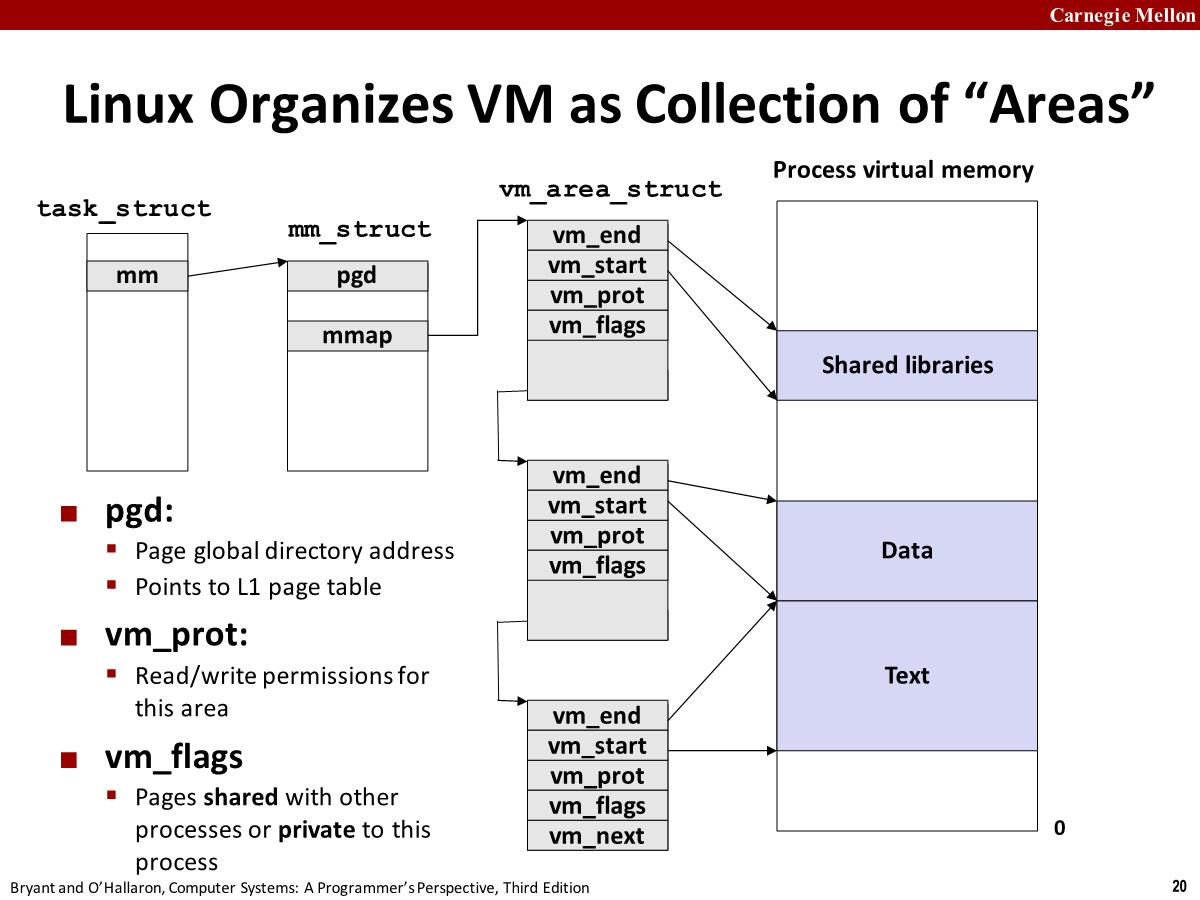 Carnegie Mellon
Linux Organizes VM as Collection of “Areas”
Process virtual memory
vm_area_struct
task_struct
mm_struct
mm
pgd
mmap
vm_end
vm_start
vm_prot
vm_flags
vm_end
vm_start
vm_prot
vm_flags
vm_end
vm_start
vm_prot
vm_flags
vm_next
Shared libraries
Data
Text
0
pgd:
Page global directory address
Points to L1 page table
vm_prot:
Read/write permissions for
this area
vm_flags
Pages shared with other
processes or private to this
process
Bryant and O’Hallaron, Computer Systems: A Programmer’s Perspective, Third Edition
20